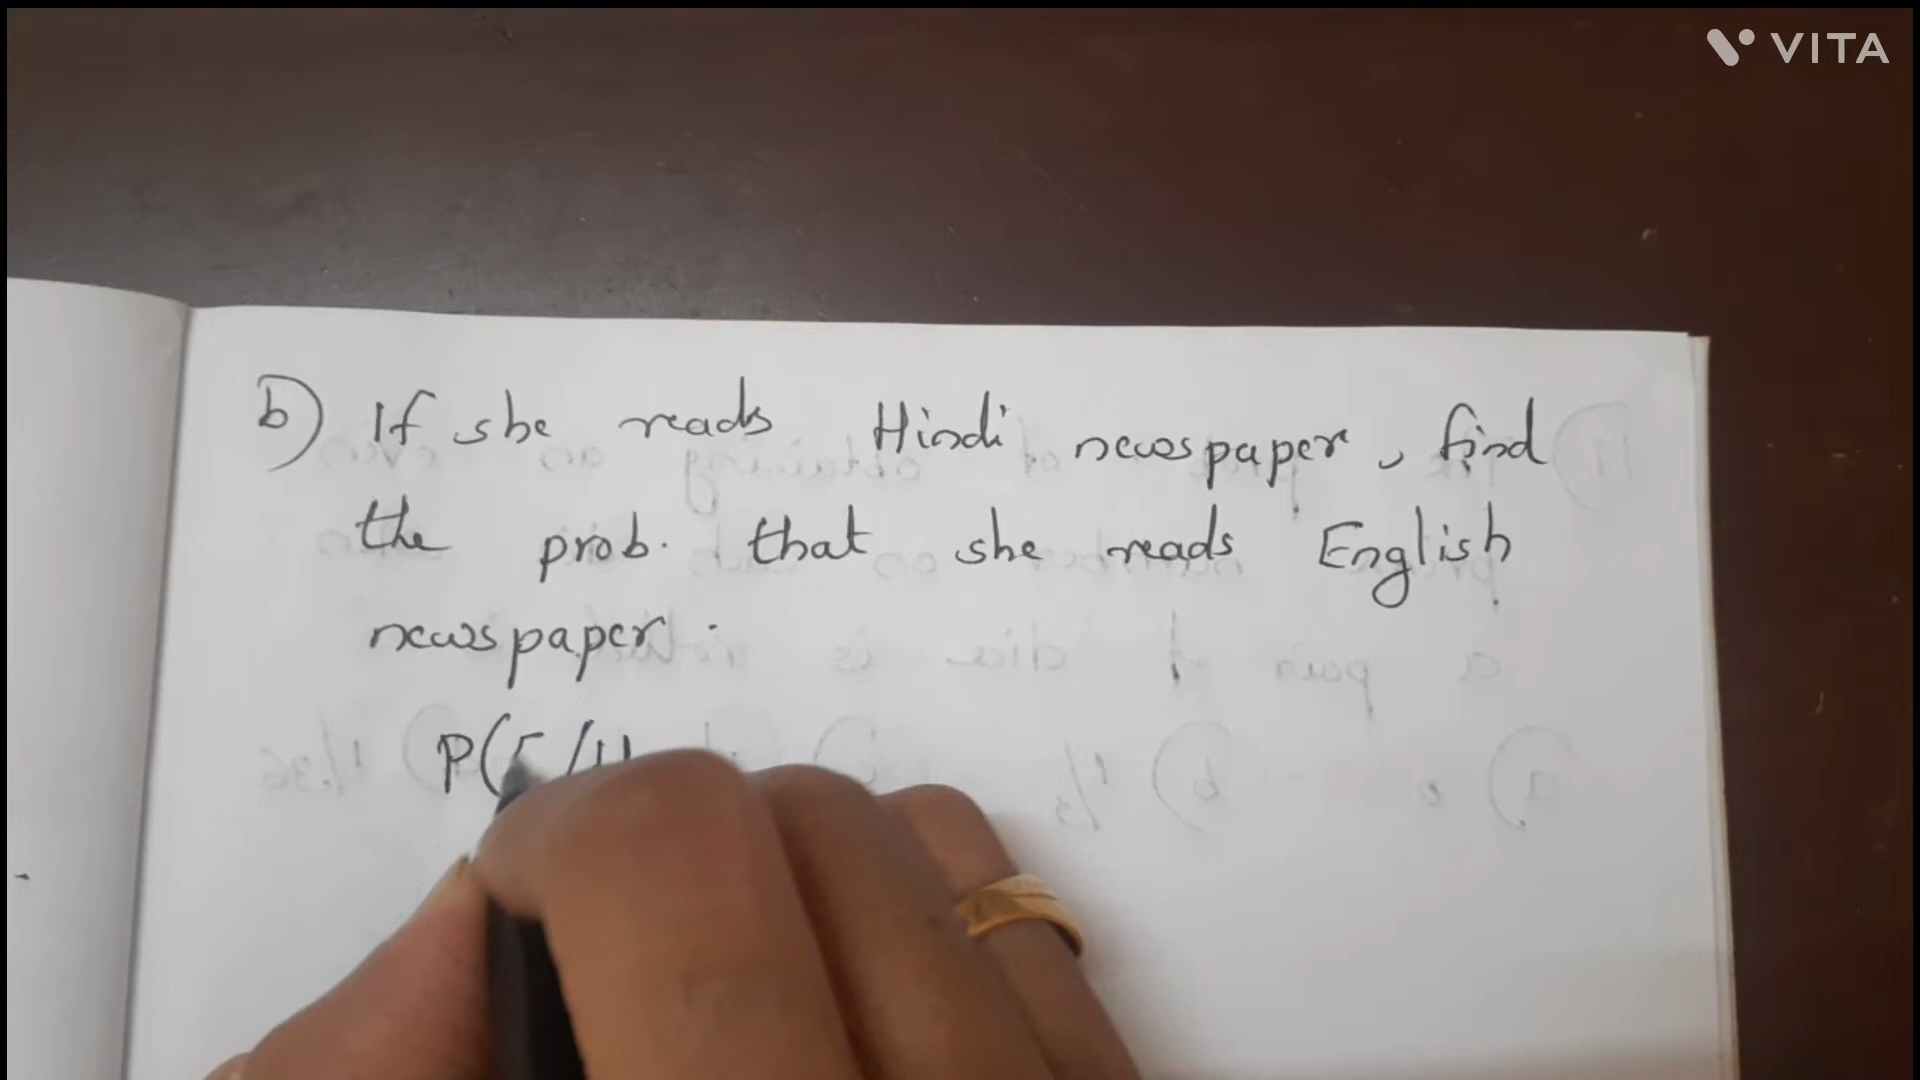 VITA
b) If she reads Hindi newspaper, find
the prob. that she reads English
newspaper.
P(E/H